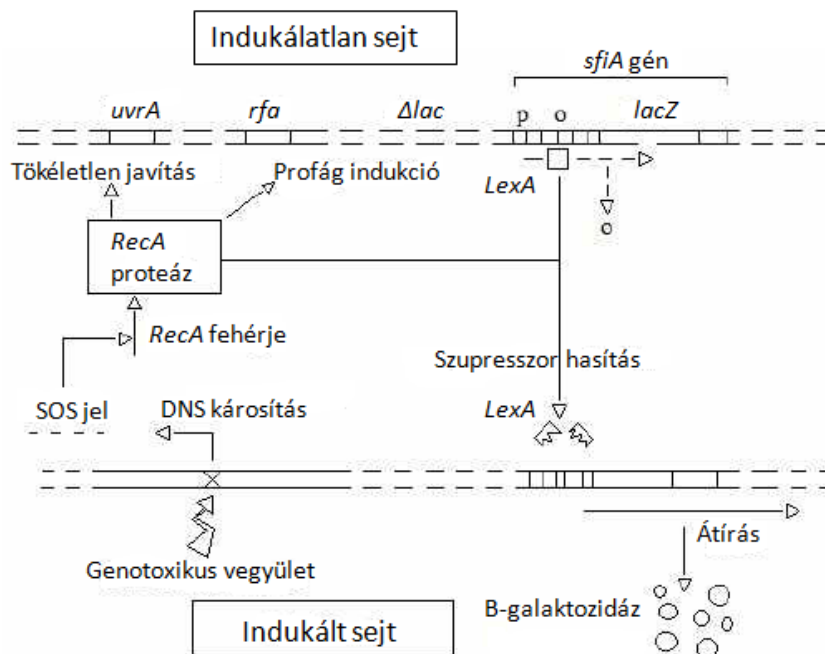 Indukálatlan sejt
sfiA gén
uvrA rfa Δlac p o lacZ
Tökéletlen javítás Profág indukció
LexA
o
RecA
proteáz
RecA fehérje
Szupresszor hasítás
SOS jel DNS károsítás LexA
Átírás
Genotoxikus vegyület
B-galaktozidáz
Indukált sejt